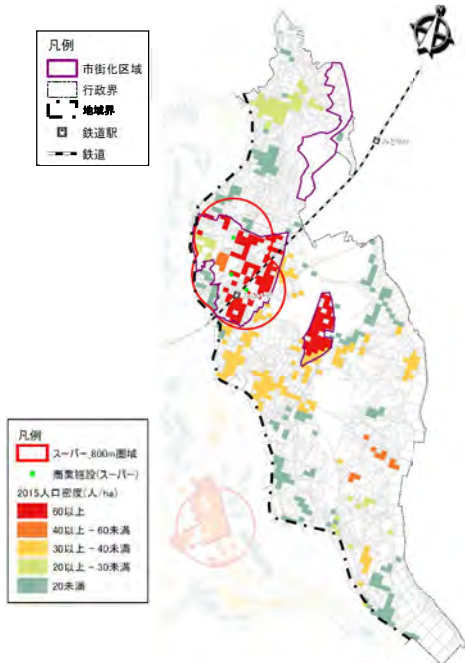 凡例
市街化区域
行政界
地域界
鉄道駅
鉄道
みどりの
凡例
スーパー_800m圏域
商業施設(スーパー)
2015人口密度(人/ha)
60以上
40以上 - 60未満
30以上 - 40未満
20以上 - 30未満
20未満